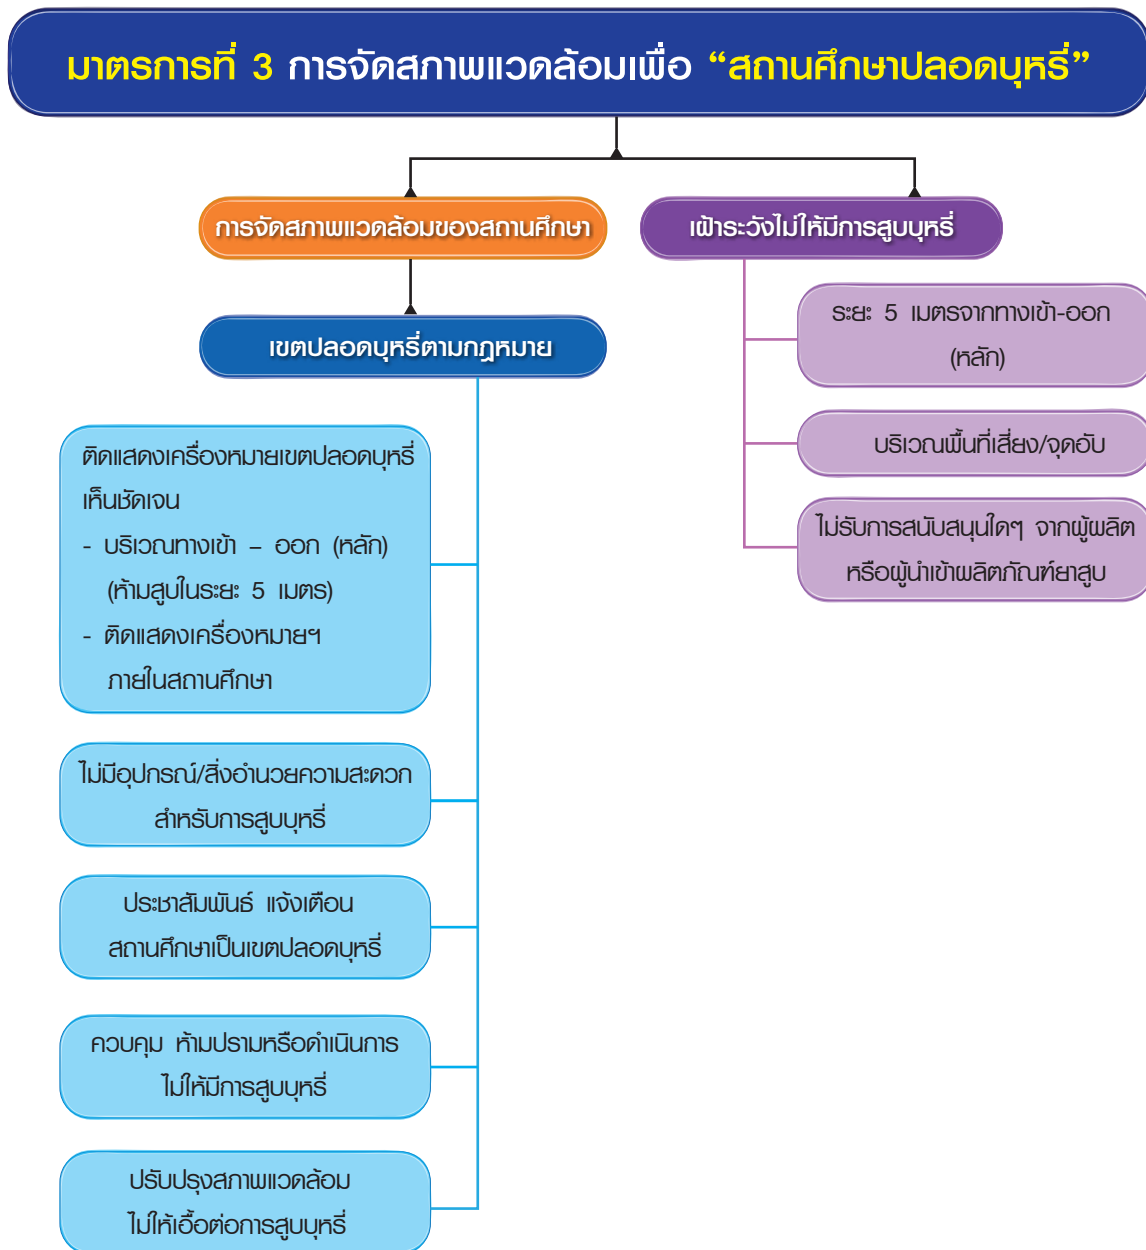 มาตรการที่ 3 การจัดสภาพแวดล้อมเพื่อ “สถานศึกษาปลอดบุหรี่”
การจัดสภาพแวดล้อมของสถานศึกษา
เขตปลอดบุหรี่ตามกฎหมาย
ติดแสดงเครื่องหมายเขตปลอดบุหรี่
เห็นชัดเจน
- บริเวณทางเข้า – ออก (หลัก)
(ห้ามสูบในระยะ 5 เมตร)
- ติดแสดงเครื่องหมายฯ
ภายในสถานศึกษา
ไม่มีอุปกรณ์/สิ่งอำนวยความสะดวก
สำหรับการสูบบุหรี่
ประชาสัมพันธ์ แจ้งเตือน
สถานศึกษาเป็นเขตปลอดบุหรี่
ควบคุม ห้ามปรามหรือดำเนินการ
ไม่ให้มีการสูบบุหรี่
ปรับปรุงสภาพแวดล้อม
ไม่ให้เอื้อต่อการสูบบุหรี่
เฝ้าระวังไม่ให้มีการสูบบุหรี่
ระยะ 5 เมตรจากทางเข้า-ออก
(หลัก)
บริเวณพื้นที่เสี่ยง/จุดอับ
ไม่รับการสนับสนุนใดๆ จากผู้ผลิต
หรือผู้นำเข้าผลิตภัณฑ์ยาสูบ